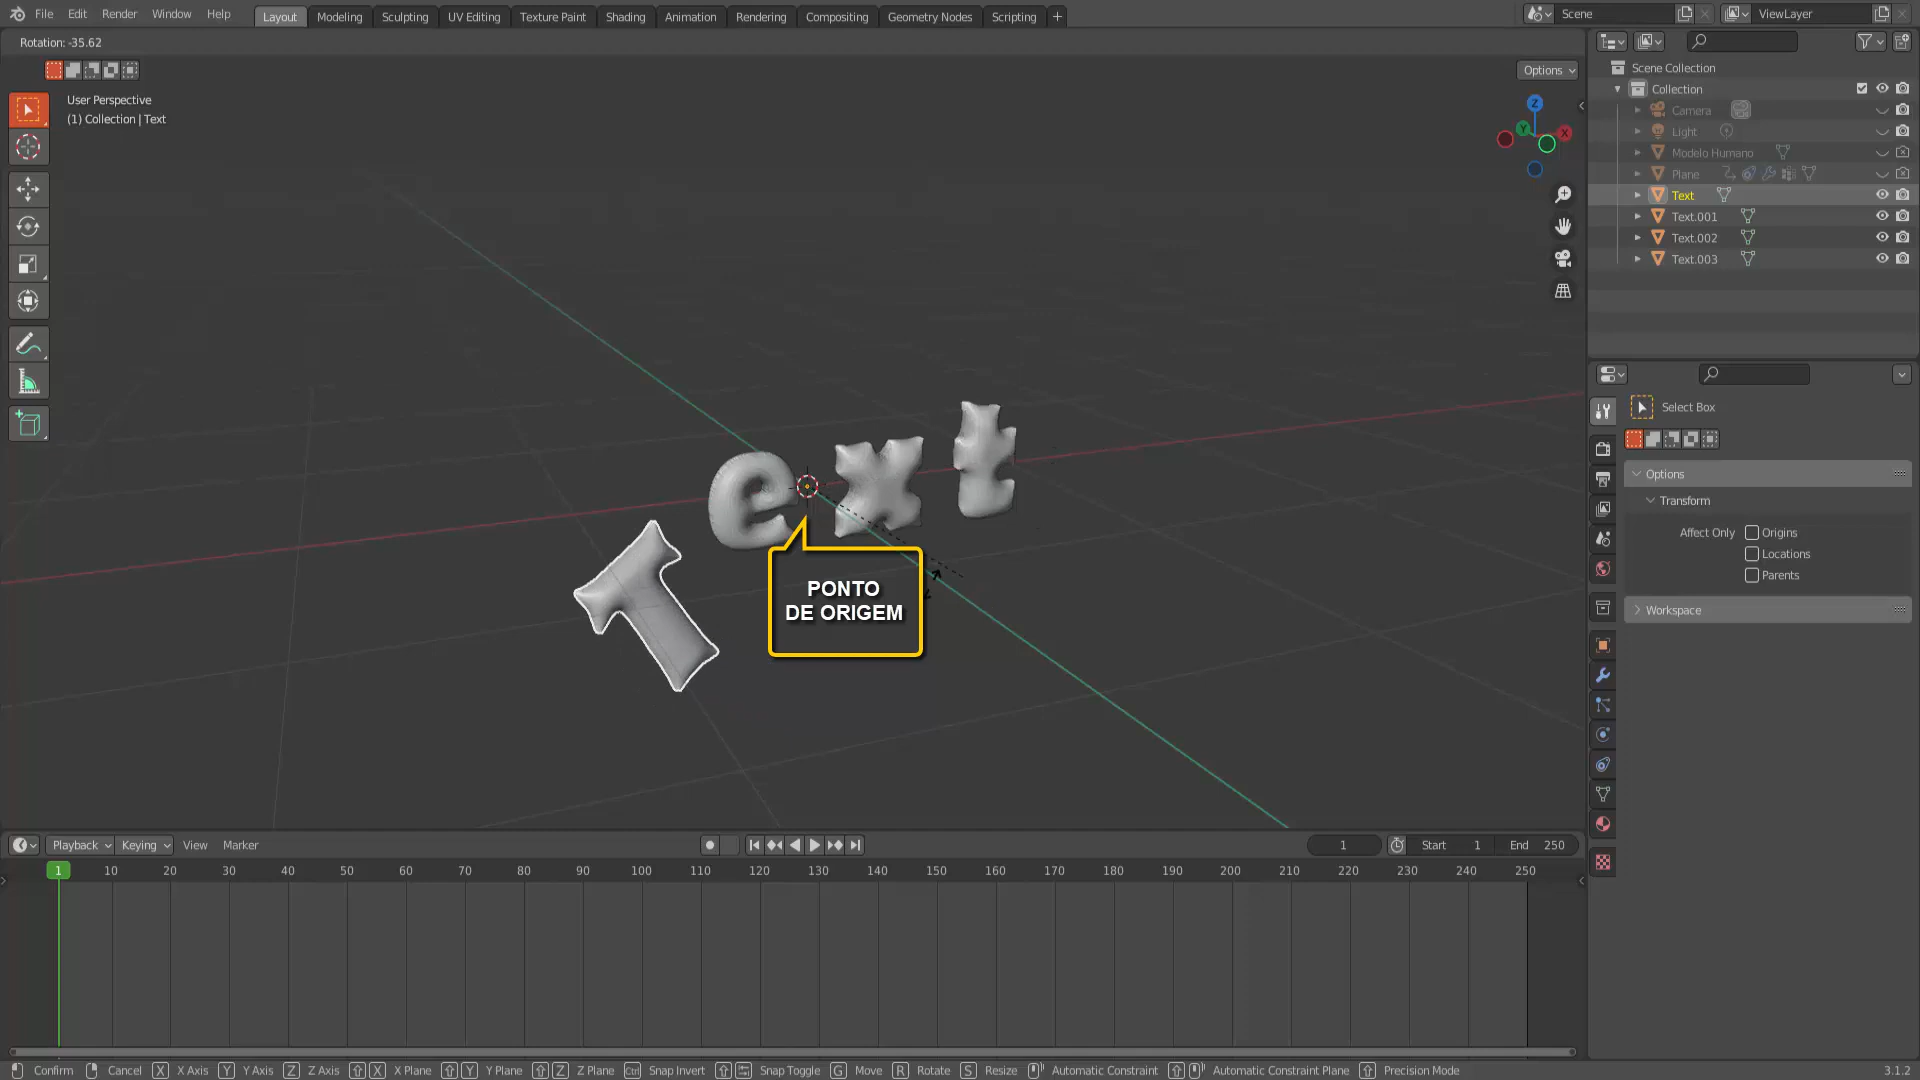 File Edit Render Window Help Layout Modeling Sculpting UV Editing Texture Paint Shading Animation Rendering Compositing Geometry Nodes Scripting + Scene ViewLayer
Rotation: -35.62
Options
User Perspective
(1) Collection | Text
Z
Y
X
Text
PONTO
DE ORIGEM
Scene Collection
Collection
Camera
Light
Modelo Humano
Plane
Text
Text.001
Text.002
Text.003
Select Box
Options
Transform
Affect Only Origins
Locations
Parents
Workspace
Playback Keying View Marker 1 Start 1 End 250
1 10 20 30 40 50 60 70 80 90 100 110 120 130 140 150 160 170 180 190 200 210 220 230 240 250
Confirm Cancel X X Axis Y Y Axis Z Z Axis X X Plane Y Y Plane Z Z Plane Ctrl Snap Invert Snap Toggle G Move R Rotate S Resize Automatic Constraint Automatic Constraint Plane Precision Mode 3.1.2